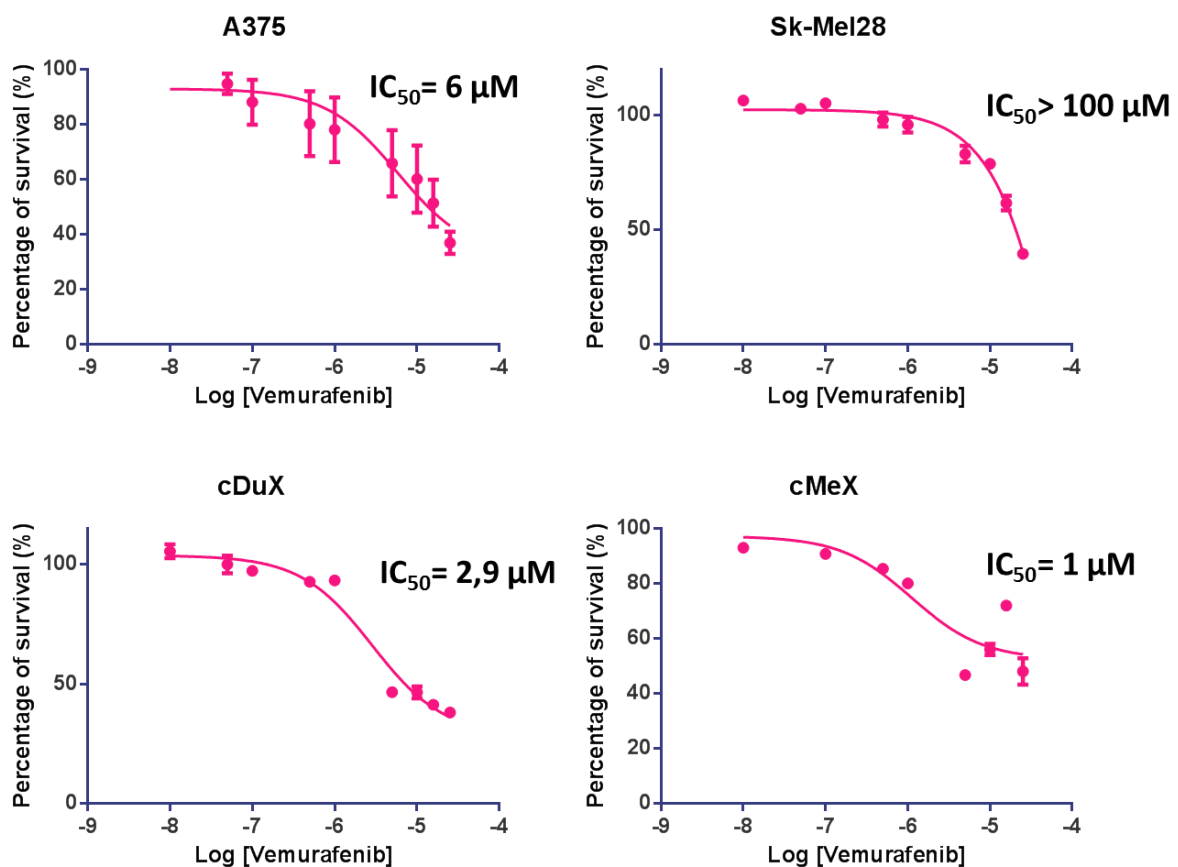 A375
Percentage of survival (%)
100
80
60
40
20
0
IC50= 6 µM
-9 -8 -7 -6 -5 -4
Log [Vemurafenib]
Sk-Mel28
Percentage of survival (%)
100
50
0
IC50> 100 µM
-9 -8 -7 -6 -5 -4
Log [Vemurafenib]
cDuX
Percentage of survival (%)
100
50
0
IC50= 2,9 µM
-9 -8 -7 -6 -5 -4
Log [Vemurafenib]
cMeX
Percentage of survival (%)
100
80
60
40
20
0
IC50= 1 µM
-9 -8 -7 -6 -5 -4
Log [Vemurafenib]